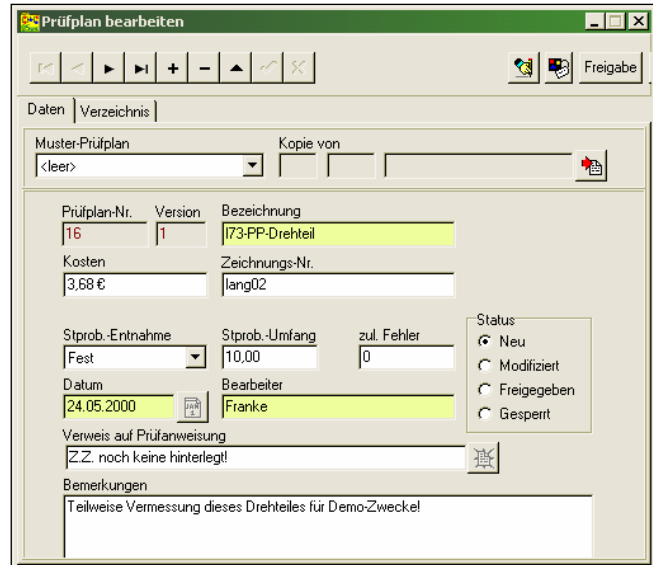 Prüfplan bearbeiten
Freigabe
Daten Verzeichnis
Muster-Prüfplan Kopie von
<leer>
Prüfplan-Nr. Version Bezeichnung
16 1 I73-PP-Drehteil
Kosten Zeichnungs-Nr.
3,68 € lang02
Stprob.-Entnahme Stprob.-Umfang zul. Fehler Status
Fest 10,00 0 Neu
Modifiziert
Datum Bearbeiter Freigegeben
24.05.2000 Franke Gesperrt
Verweis auf Prüfanweisung
Z.Z. noch keine hinterlegt!
Bemerkungen
Teilweise Vermessung dieses Drehteiles für Demo-Zwecke!